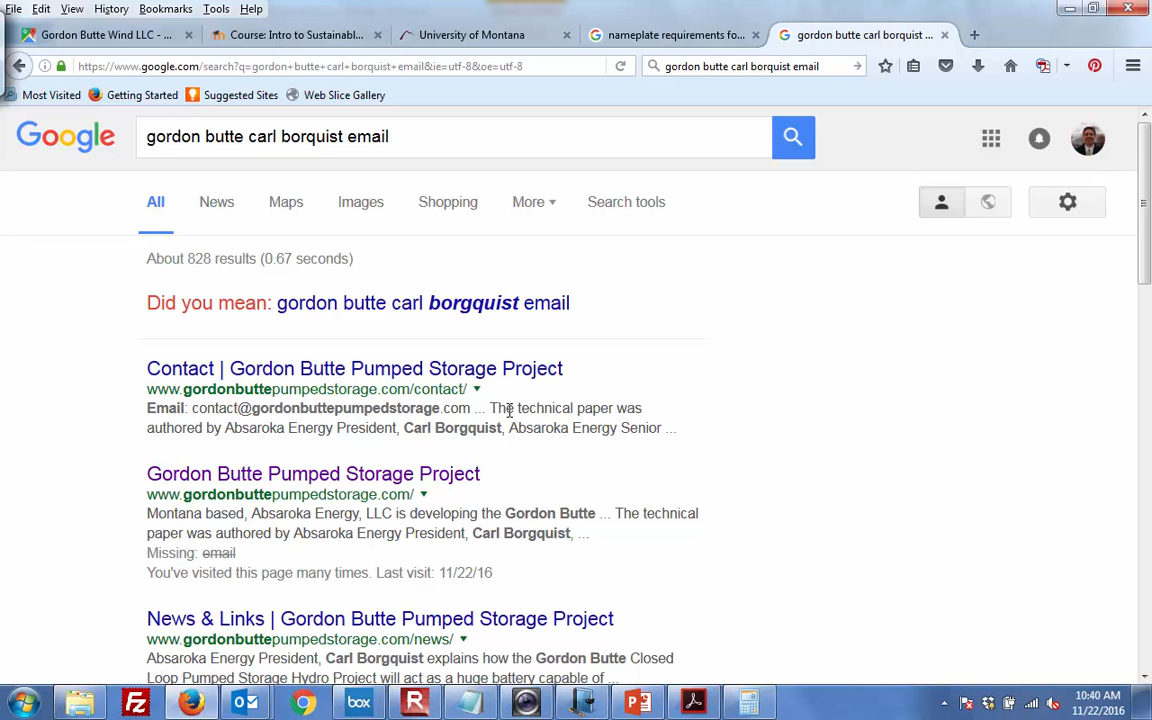 File Edit View History Bookmarks Tools Help
Gordon Butte Wind LLC - ... × Course: Intro to Sustainabl... × University of Montana × nameplate requirements fo... × gordon butte carl borquist ... × +
https://www.google.com/search?q=gordon+butte+carl+borquist+email&ie=utf-8&oe=utf-8 gordon butte carl borquist email
Most Visited Getting Started Suggested Sites Web Slice Gallery
Google gordon butte carl borquist email
All News Maps Images Shopping More Search tools
About 828 results (0.67 seconds)
Did you mean: gordon butte carl borgquist email
Contact | Gordon Butte Pumped Storage Project
www.gordonbuttepumpedstorage.com/contact/
Email: contact@gordonbuttepumpedstorage.com ... The technical paper was
authored by Absaroka Energy President, Carl Borgquist, Absaroka Energy Senior ...
Gordon Butte Pumped Storage Project
www.gordonbuttepumpedstorage.com/
Montana based, Absaroka Energy, LLC is developing the Gordon Butte ... The technical
paper was authored by Absaroka Energy President, Carl Borgquist, ...
Missing: email
You've visited this page many times. Last visit: 11/22/16
News & Links | Gordon Butte Pumped Storage Project
www.gordonbuttepumpedstorage.com/news/
Absaroka Energy President, Carl Borgquist explains how the Gordon Butte Closed
Loop Pumped Storage Hydro Project will act as a huge battery capable of ...
Fz box R
10:40 AM
11/22/2016